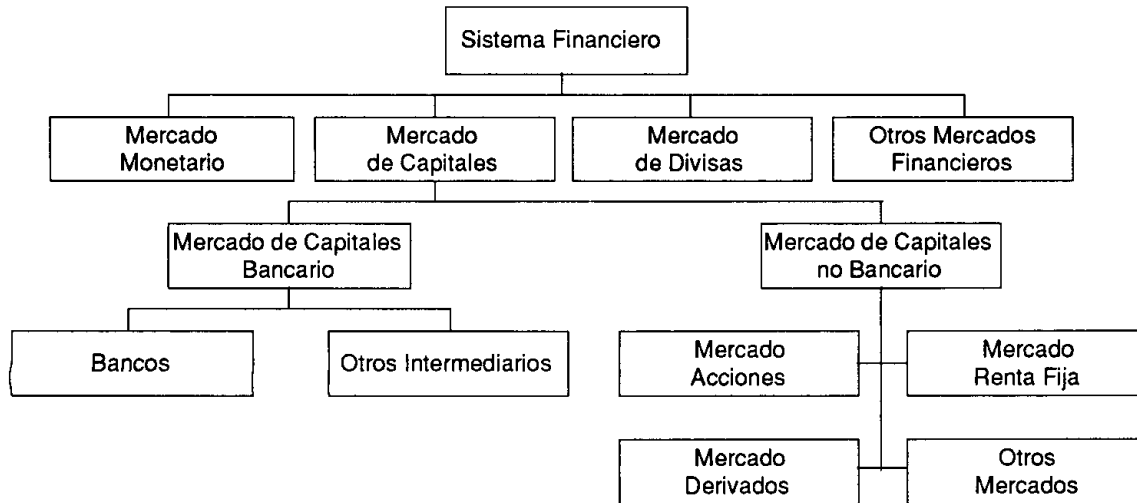 Sistema Financiero
Mercado
Monetario
Mercado
de Capitales
Mercado
de Divisas
Otros Mercados
Financieros
Mercado de Capitales
Bancario
Mercado de Capitales
no Bancario
Bancos
Otros Intermediarios
Mercado
Acciones
Mercado
Renta Fija
Mercado
Derivados
Otros
Mercados